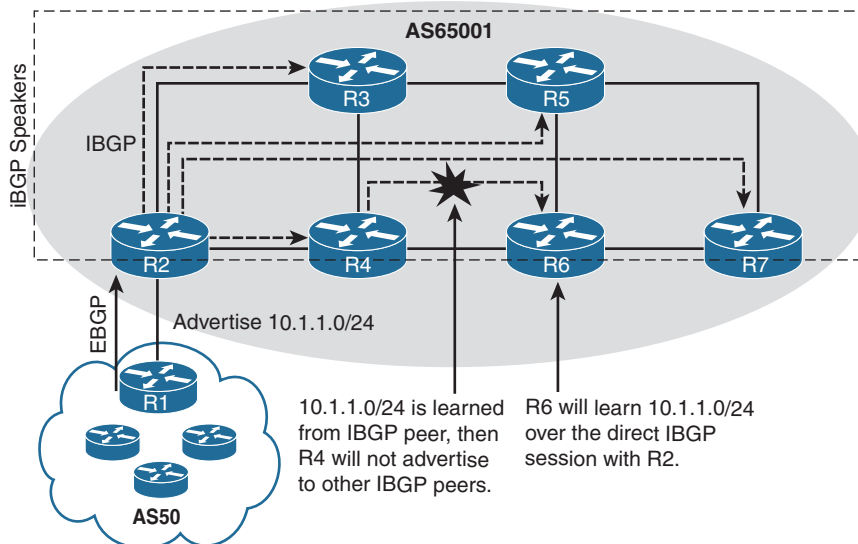 AS65001
iBGP Speakers
R3
R5
IBGP
R2
R4
R6
R7
EBGP
Advertise 10.1.1.0/24
R1
10.1.1.0/24 is learned
from IBGP peer, then
R4 will not advertise
to other IBGP peers.
R6 will learn 10.1.1.0/24
over the direct IBGP
session with R2.
AS50